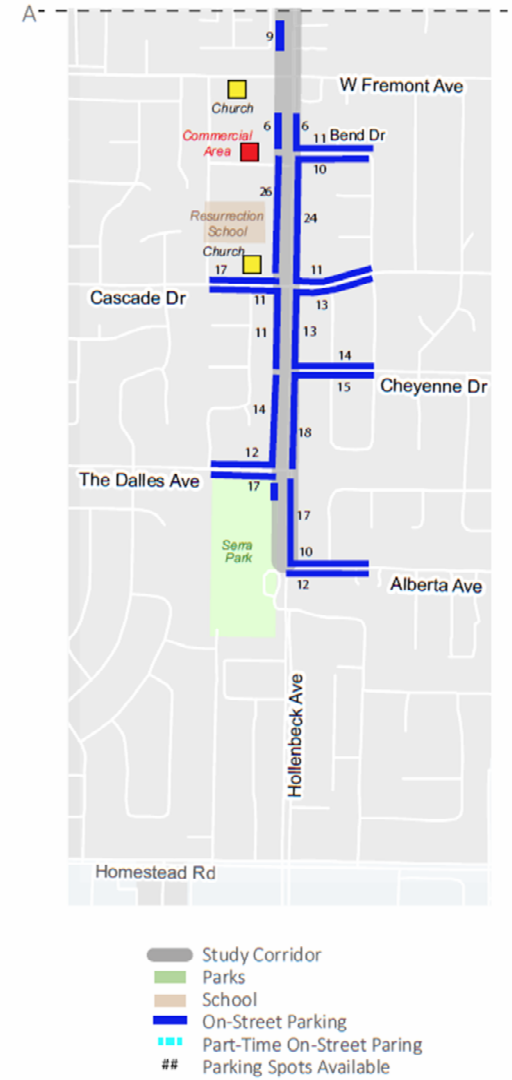 A
9
W Fremont Ave
Church
6
6
11
Bend Dr
Commercial
Area
10
26
Resurrection
School
24
Church
17
11
Cascade Dr
11
13
11
13
14
Cheyenne Dr
15
14
18
12
The Dalles Ave
17
17
Serra
Park
10
12
Alberta Ave
Hollenbeck Ave
Homestead Rd
Study Corridor
Parks
School
On-Street Parking
Part-Time On-Street Paring
## Parking Spots Available